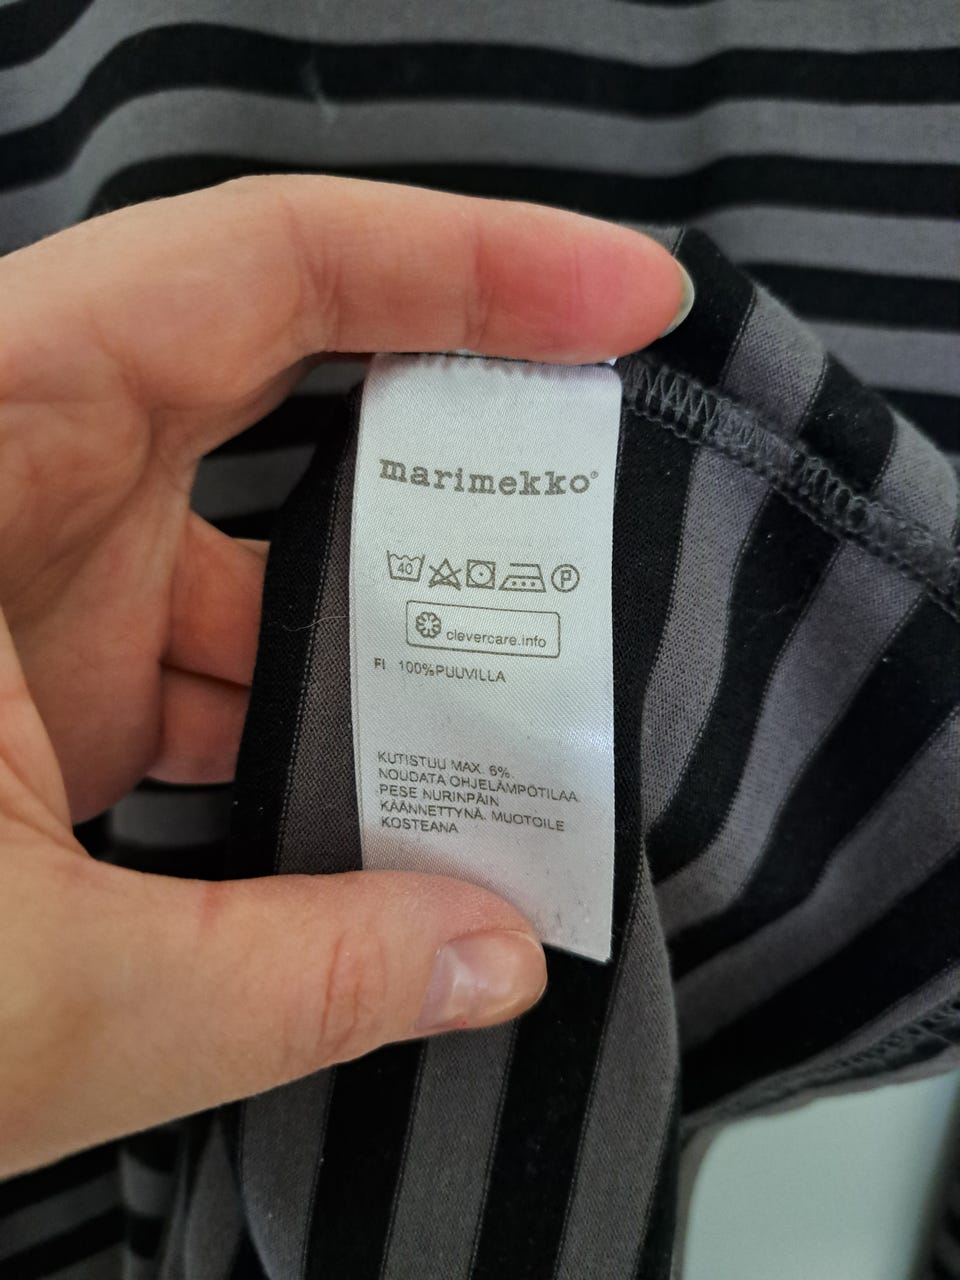 marimekko®
40 P
clevercare.info
FI 100%PUUVILLA
KUTISTUU MAX. 6%.
NOUDATA OHJELÄMPÖTILAA.
PESE NURINPÄIN
KÄÄNNETTYNÄ. MUOTOILE
KOSTEANA